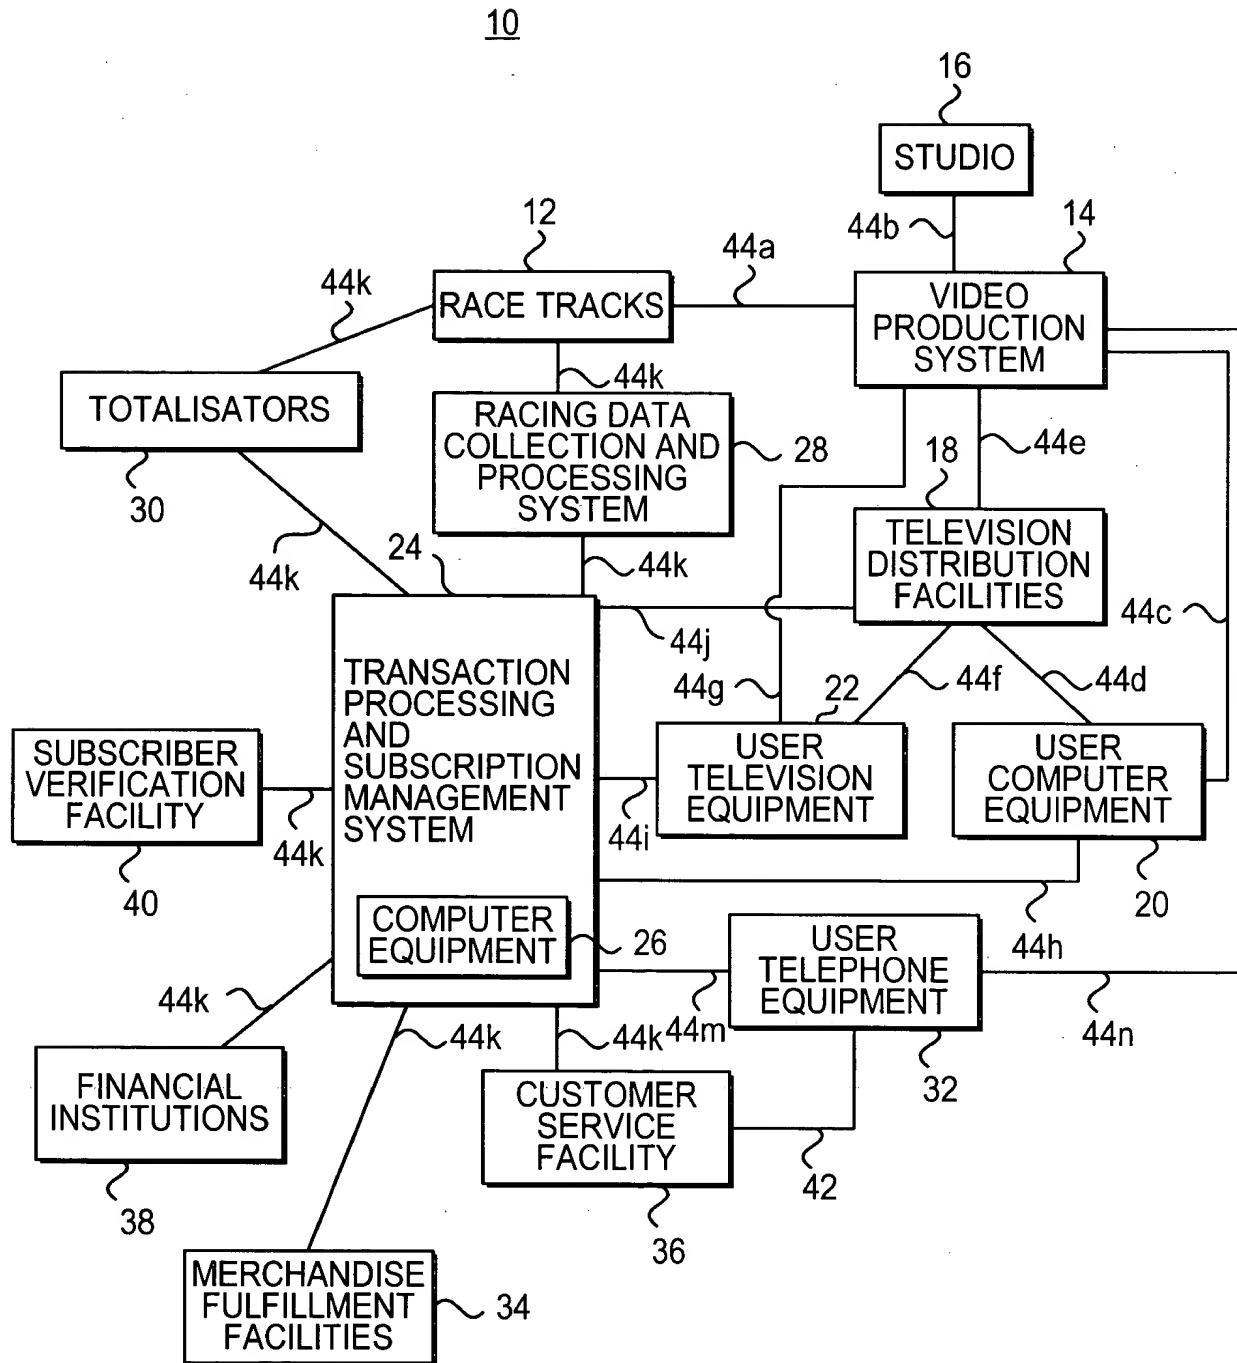 10
16
STUDIO
44b
14
12
44a
VIDEO
PRODUCTION
SYSTEM
44k
RACE TRACKS
44k
TOTALISATORS
30
RACING DATA
COLLECTION AND
PROCESSING
SYSTEM
28
44e
18
TELEVISION
DISTRIBUTION
FACILITIES
44c
44k
24
44k
44j
44g
44f
44d
22
TRANSACTION
PROCESSING
AND
SUBSCRIPTION
MANAGEMENT
SYSTEM
USER
TELEVISION
EQUIPMENT
USER
COMPUTER
EQUIPMENT
SUBSCRIBER
VERIFICATION
FACILITY
44k
40
44i
20
44h
COMPUTER
EQUIPMENT
26
USER
TELEPHONE
EQUIPMENT
32
44m
44n
44k
44k
44k
FINANCIAL
INSTITUTIONS
38
CUSTOMER
SERVICE
FACILITY
36
42
MERCHANDISE
FULFILLMENT
FACILITIES
34